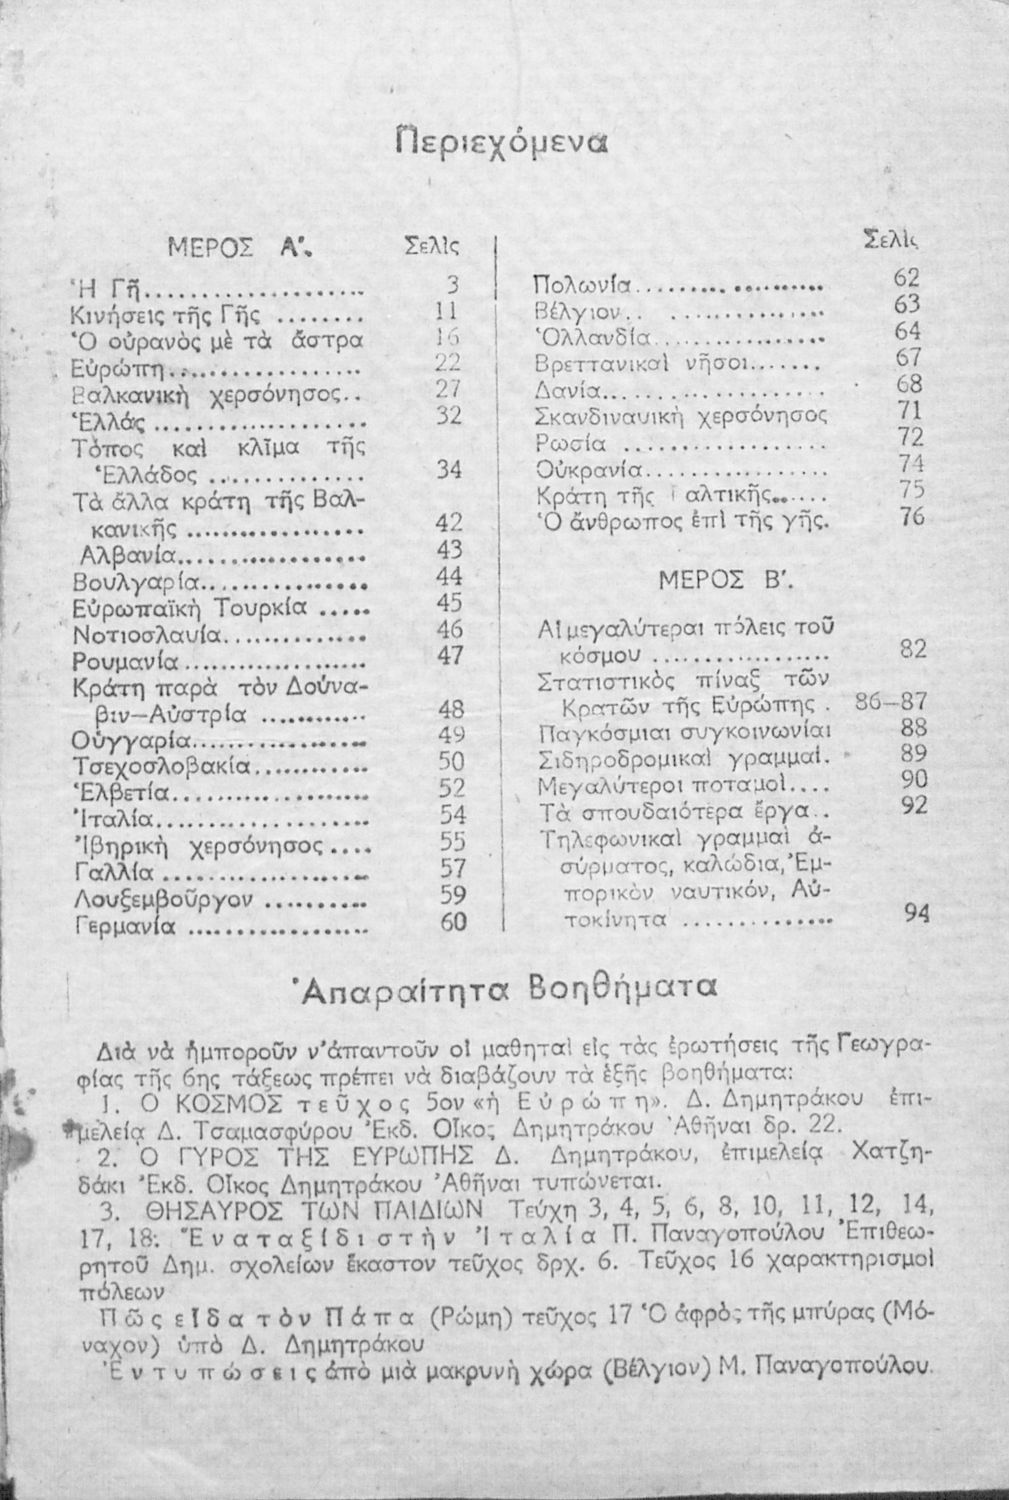 Περιεχόμενα
ΜΕΡΟΣ Α'. Σελὶς
Ἡ Γῆ..................... 3
Κινήσεις τῆς Γῆς ........ 11
Ὁ οὐρανὸς μὲ τὰ ἄστρα 16
Εὐρώπη.................. 22
Βαλκανικὴ χερσόνησος.. 27
Ἑλλάς ................... 32
Τόπος καὶ κλῖμα τῆς
Ἑλλάδος ............... 34
Τὰ ἄλλα κράτη τῆς Βαλ-
κανικῆς .................. 42
Ἀλβανία.................. 43
Βουλγαρία................ 44
Εὐρωπαϊκὴ Τουρκία ..... 45
Νοτιοσλαυία.............. 46
Ρουμανία ................. 47
Κράτη παρὰ τὸν Δούνα-
βιν—Αὐστρία ........... 48
Οὑγγαρία................. 49
Τσεχοσλοβακία............ 50
Ἑλβετία.................. 52
Ἰταλία.................... 54
Ἰβηρικὴ χερσόνησος .... 55
Γαλλία .................... 57
Λουξεμβοῦργον .......... 59
Γερμανία ................. 60
Σελὶς
Πολωνία.................. 62
Βέλγιον.. ............... 63
Ὁλλανδία................. 64
Βρεττανικαὶ νῆσοι....... 67
Δανία..................... 68
Σκανδιναυικὴ χερσόνησος 71
Ρωσία ................... 72
Οὐκρανία................. 74
Κράτη τῆς αλτικῆς...... 75
Ὁ ἄνθρωπος ἐπὶ τῆς γῆς. 76
ΜΕΡΟΣ Β'.
Αἱ μεγαλύτεραι πόλεις τοῦ
κόσμου .................. 82
Στατιστικὸς πίναξ τῶν
Κρατῶν τῆς Εὐρώπης . 86—87
Παγκόσμιαι συγκοινωνίαι 88
Σιδηροδρομικαὶ γραμμαί. 89
Μεγαλύτεροι ποταμοί.... 90
Τὰ σπουδαιότερα ἔργα.. 92
Τηλεφωνικαὶ γραμμαὶ ἀ-
σύρματος, καλώδια, Ἐμ-
πορικὸν ναυτικόν, Αὐ-
τοκίνητα ............... 94
Ἀπαραίτητα Βοηθήματα
Διὰ νὰ ἠμποροῦν ν' ἀπαντοῦν οἱ μαθηταὶ εἰς τὰς ἐρωτήσεις τῆς Γεωγρα-
φίας τῆς 6ης τάξεως πρέπει νὰ διαβάζουν τὰ ἑξῆς βοηθήματα:
1. Ο ΚΟΣΜΟΣ τεῦχος 5ον «ἡ Εὐρώπη». Δ. Δημητράκου ἐπι-
μελείᾳ Δ. Τσαμασφύρου Ἐκδ. Οἶκος Δημητράκου Ἀθῆναι δρ. 22.
2. Ὁ ΓΥΡΟΣ ΤΗΣ ΕΥΡΩΠΗΣ Δ. Δημητράκου, ἐπιμελείᾳ Χατζη-
δάκι Ἐκδ. Οἶκος Δημητράκου Ἀθῆναι τυπώνεται.
3. ΘΗΣΑΥΡΟΣ ΤΩΝ ΠΑΙΔΙΩΝ Τεύχη 3, 4, 5, 6, 8, 10, 11, 12, 14,
17, 18: Ἕνα ταξίδι στὴν Ἰταλία Π. Παναγοπούλου Ἐπιθεω-
ρητοῦ Δημ. σχολείων ἕκαστον τεῦχος δρχ. 6. Τεῦχος 16 χαρακτηρισμοὶ
πόλεων
Πῶς εἶδα τὸν Πάπα (Ρώμη) τεῦχος 17 Ὁ ἀφρὸς τῆς μπύρας (Μό-
ναχον) ὑπὸ Δ. Δημητράκου
Ἐντυπώσεις ἀπὸ μιὰ μακρυνὴ χώρα (Βέλγιον) Μ. Παναγοπούλου.